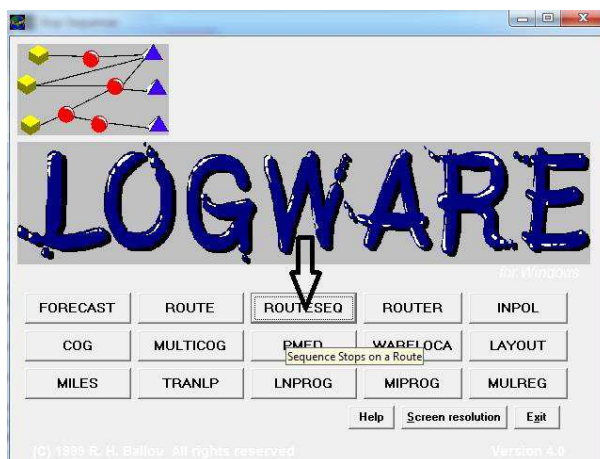 LOGWARE
for Windows
FORECAST ROUTE ROUTESEQ ROUTER INPOL
COG MULTICOG PMED WARELOCA LAYOUT
Sequence Stops on a Route
MILES TRANLP LNPROG MIPROG MULREG
Help Screen resolution Exit
(C) 1999 R. H. Ballou. All rights reserved Version 4.0